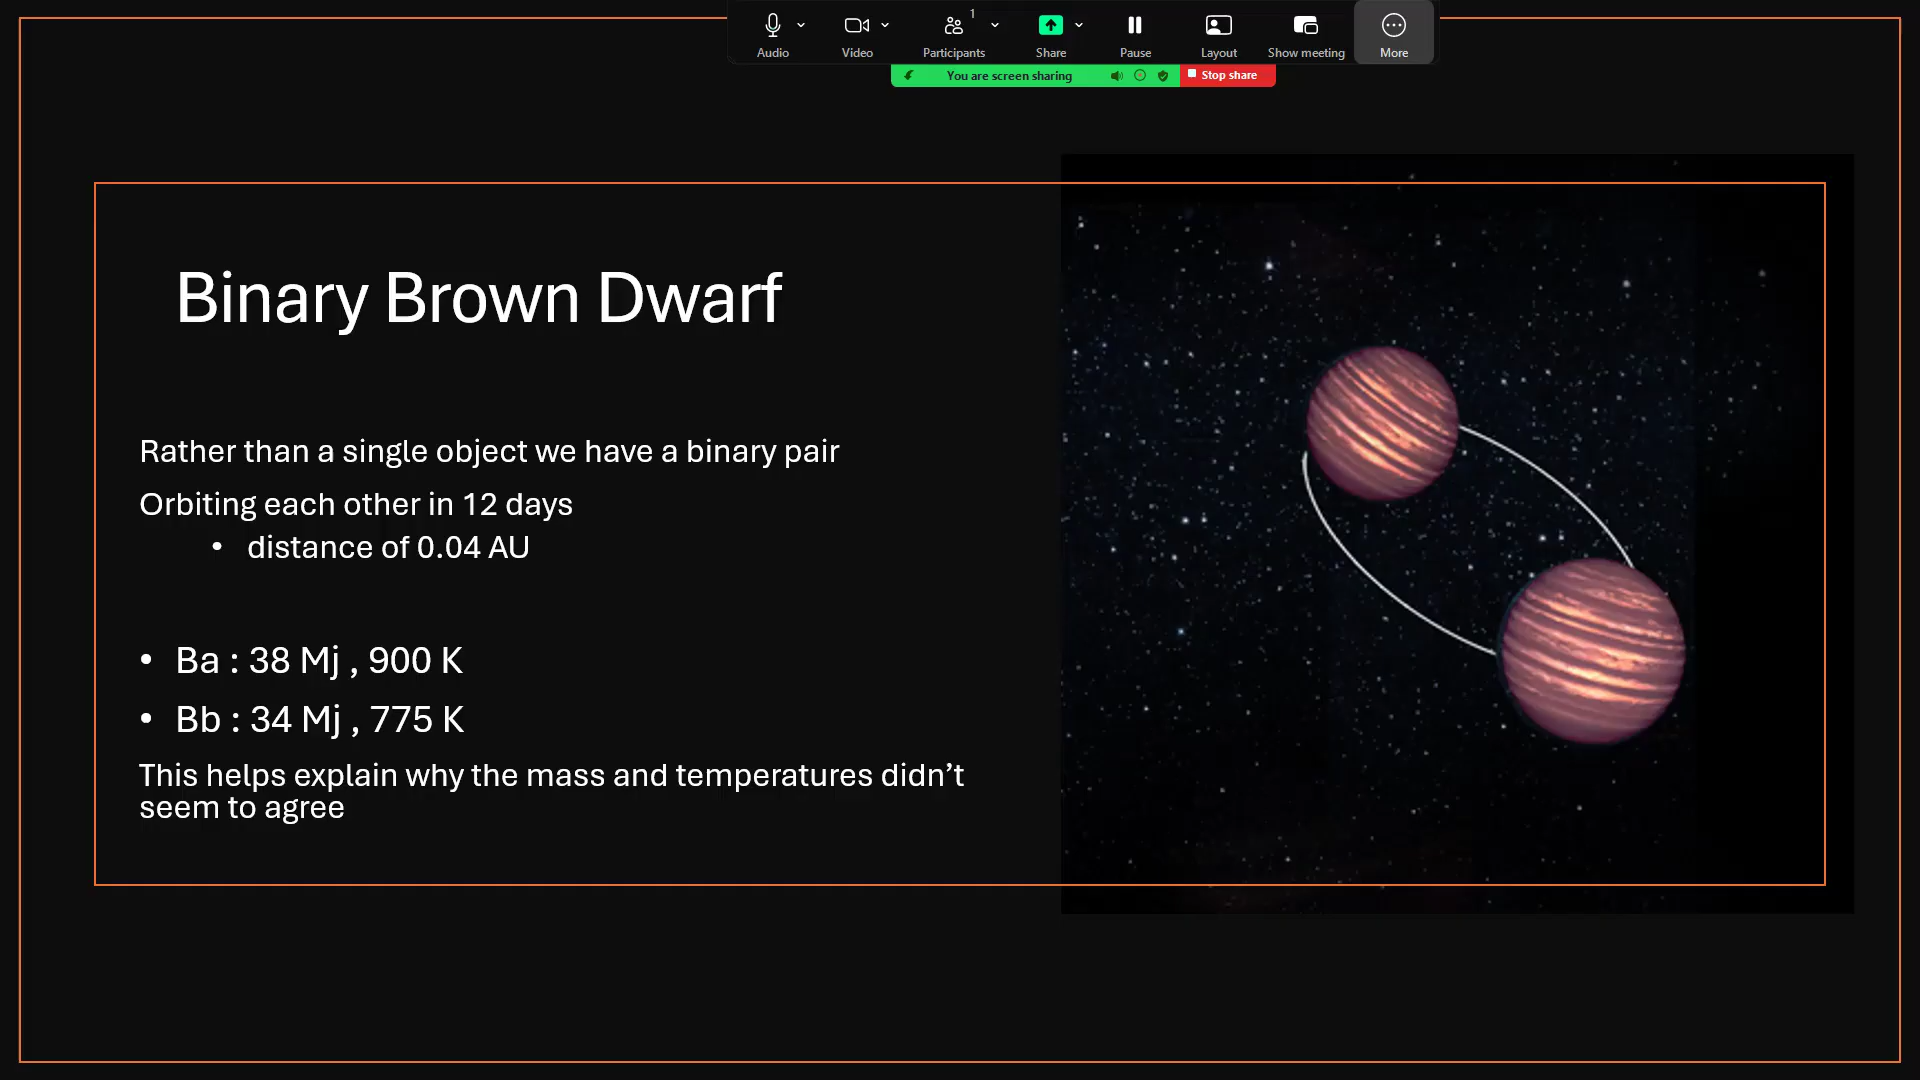 1
Audio
Video
Participants
Share
Pause
Layout
Show meeting
More
You are screen sharing
Stop share
Binary Brown Dwarf
Rather than a single object we have a binary pair
Orbiting each other in 12 days
• distance of 0.04 AU
• Ba : 38 Mj , 900 K
• Bb : 34 Mj , 775 K
This helps explain why the mass and temperatures didn’t
seem to agree